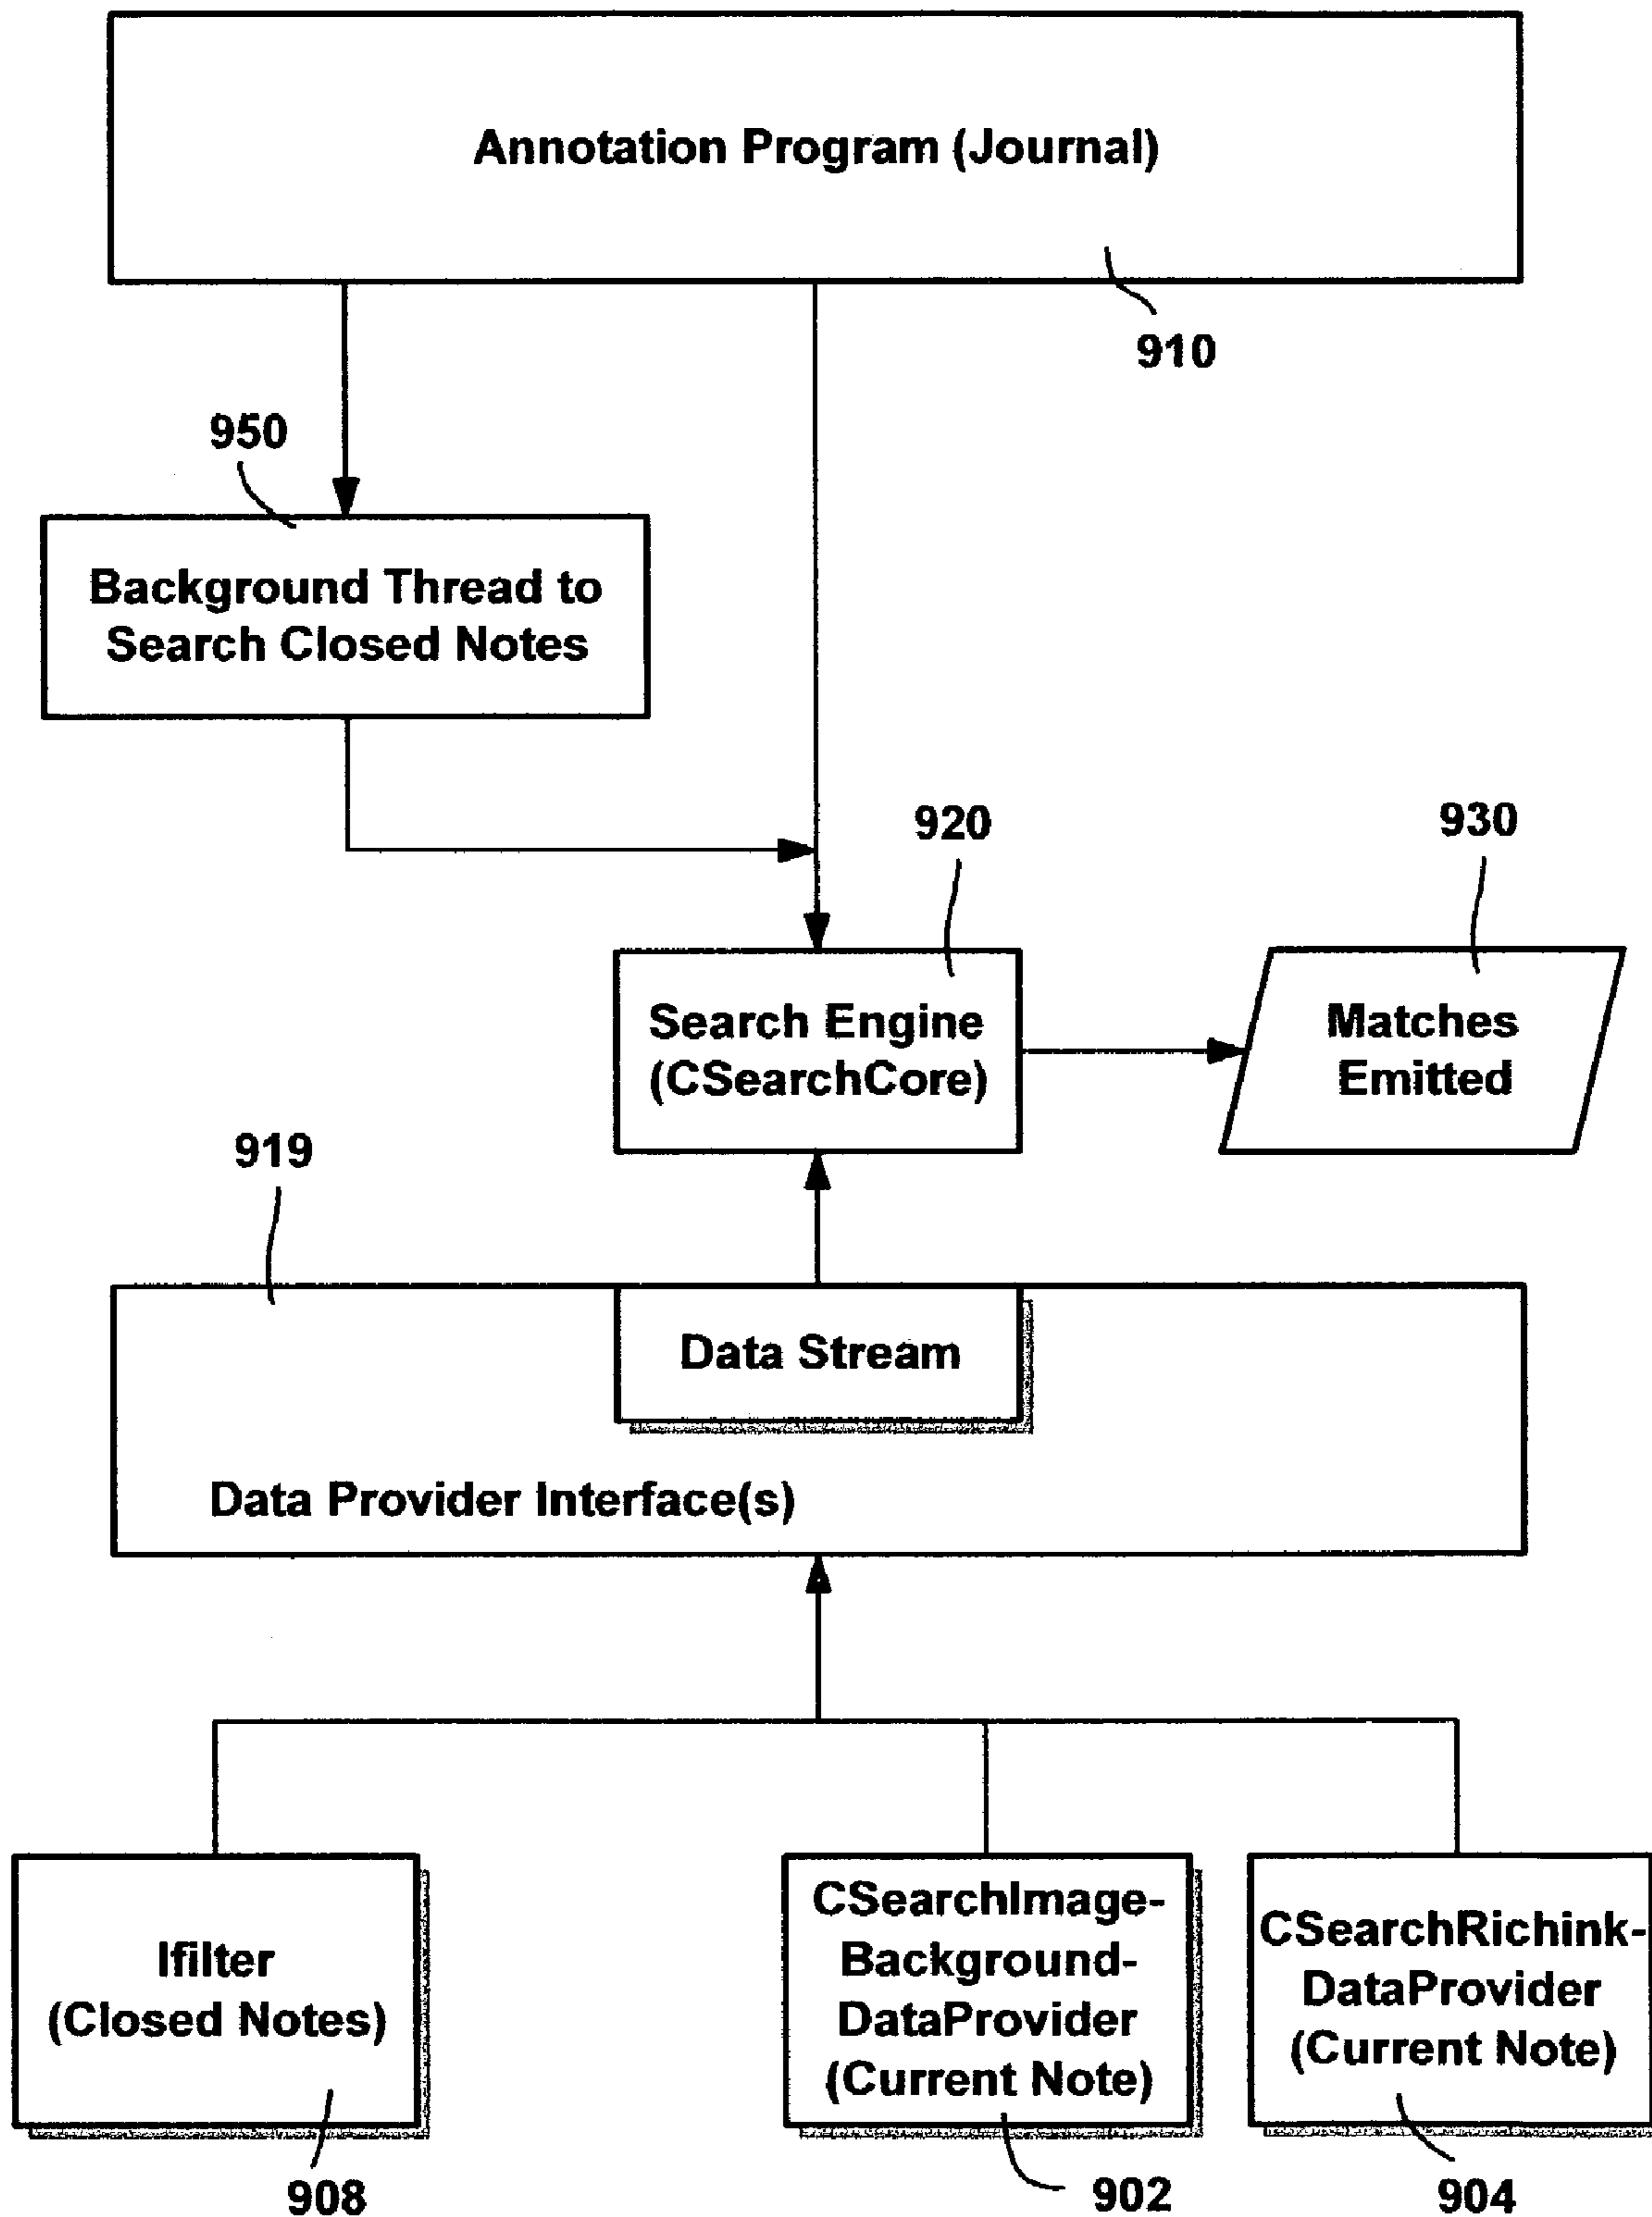 Annotation Program (Journal)
910
950
Background Thread to
Search Closed Notes
920
930
Search Engine
(CSearchCore)
Matches
Emitted
919
Data Stream
Data Provider Interface(s)
Ifilter
(Closed Notes)
CSearchImage-
Background-
DataProvider
(Current Note)
CSearchRichink-
DataProvider
(Current Note)
908
902
904